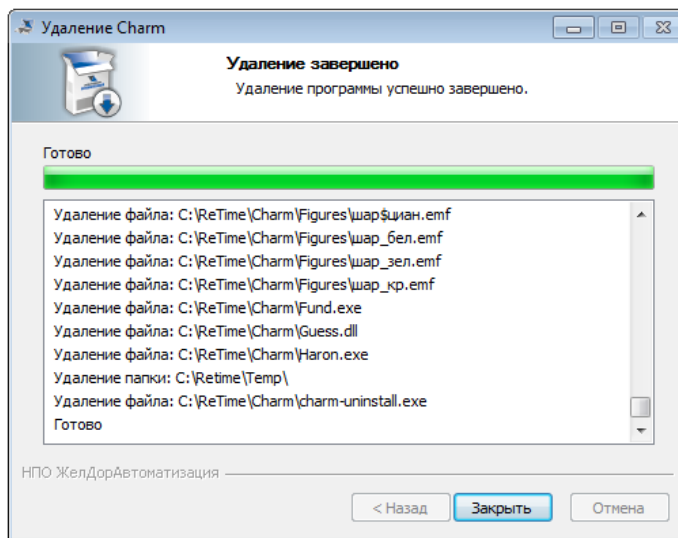 Удаление Charm
Удаление завершено
Удаление программы успешно завершено.
Готово
Удаление файла: C:\ReTime\Charm\Figures\шар$циан.emf
Удаление файла: C:\ReTime\Charm\Figures\шар_бел.emf
Удаление файла: C:\ReTime\Charm\Figures\шар_зел.emf
Удаление файла: C:\ReTime\Charm\Figures\шар_кр.emf
Удаление файла: C:\ReTime\Charm\Fund.exe
Удаление файла: C:\ReTime\Charm\Guess.dll
Удаление файла: C:\ReTime\Charm\Haron.exe
Удаление папки: C:\Retime\Temp\
Удаление файла: C:\ReTime\Charm\charm-uninstall.exe
Готово
НПО ЖелДорАвтоматизация
< Назад Закрыть Отмена